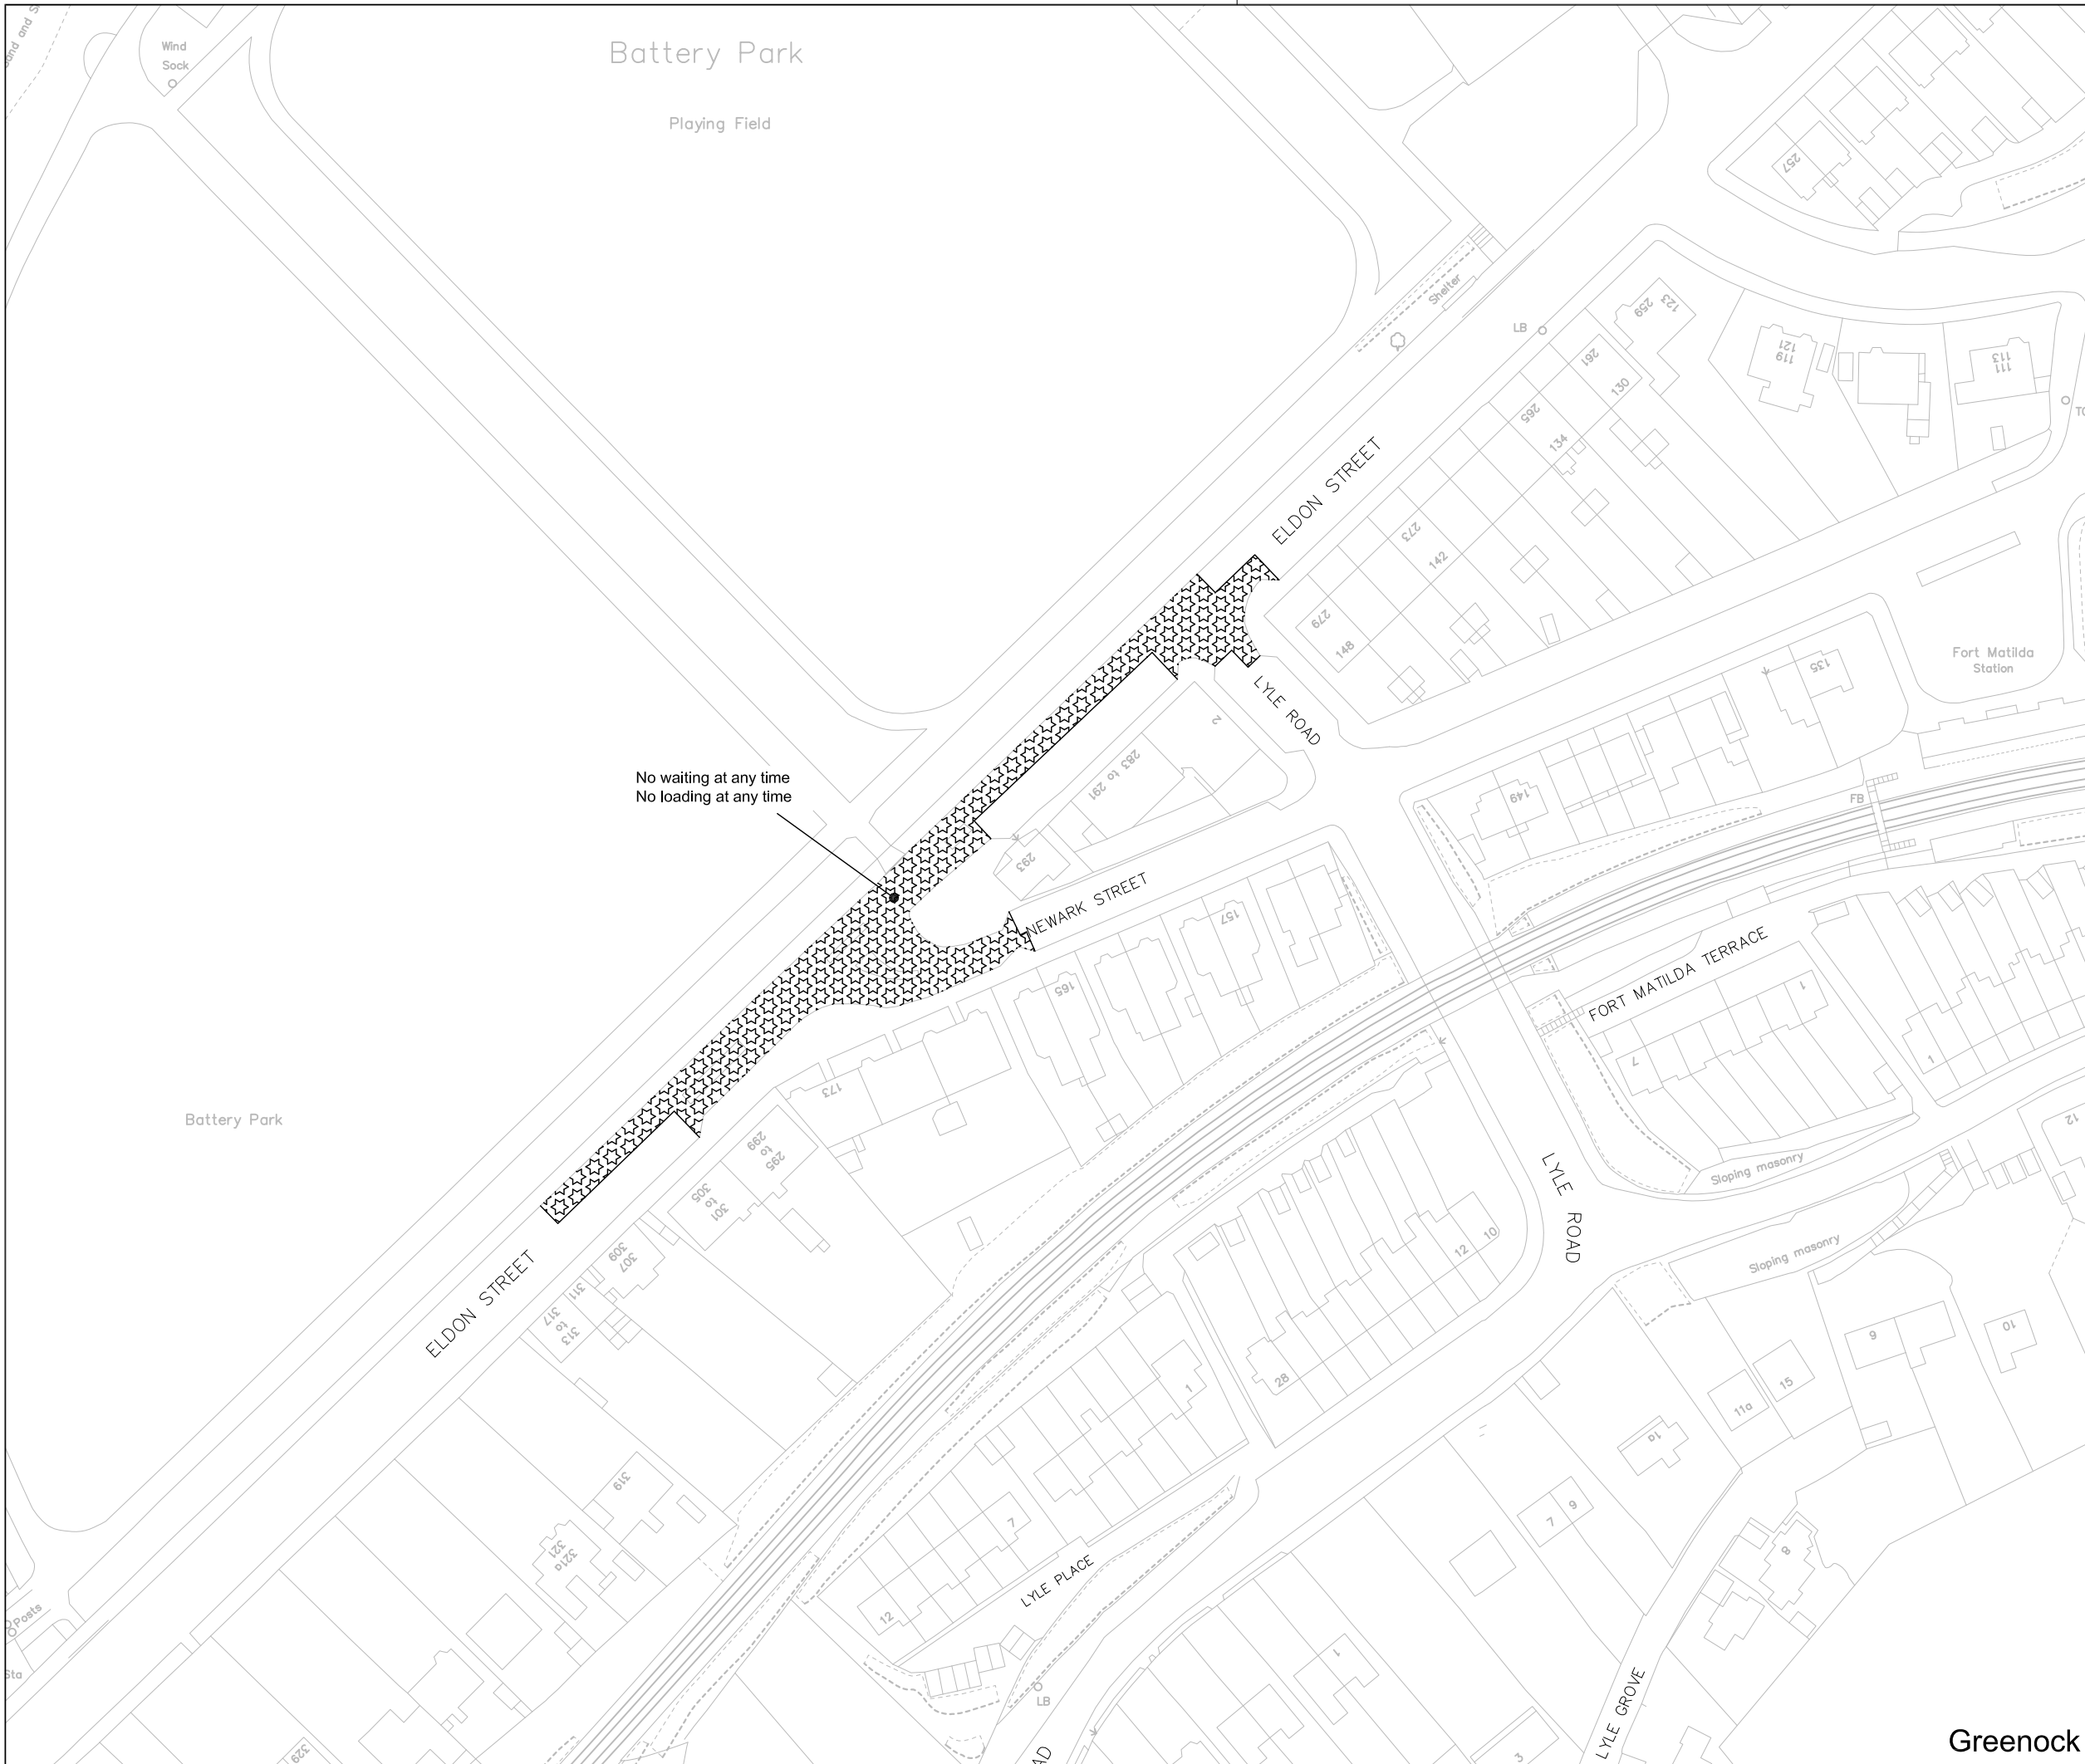 Wind
Sock
Battery Park
Playing Field
257
Shelter
LB
259
123
261
130
265
134
119
121
111
113
ELDON STREET
273
142
279
148
135
Fort Matilda
Station
LYLE ROAD
2
283 to 291
No waiting at any time
No loading at any time
149
FB
293
NEWARK STREET
157
165
FORT MATILDA TERRACE
1
7
1
173
Battery Park
299
to
295
305
to
301
12
Sloping masonry
LYLE ROAD
Sloping masonry
309
307
311
317
to
313
ELDON STREET
12
10
9
10
28
1
15
11a
1a
319
321
321a
7
7
9
8
LYLE PLACE
12
Posts
Sta
1
LB
LYLE GROVE
3
329
Greenock